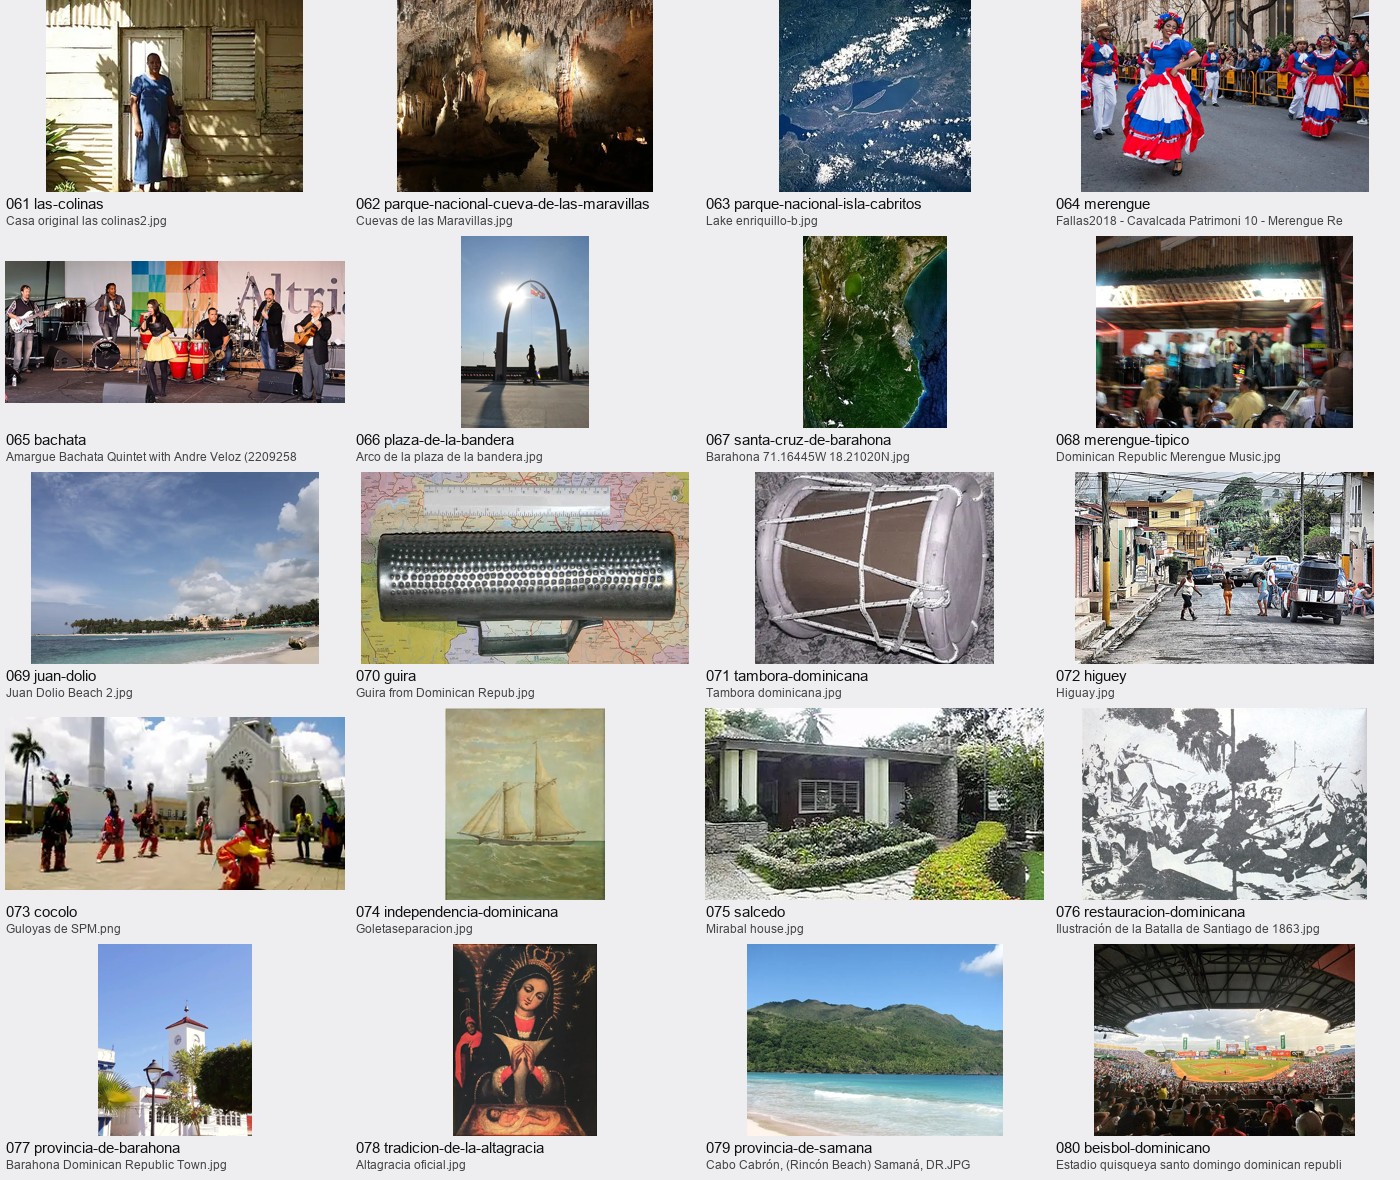 061 las-colinas
Casa original las colinas2.jpg
062 parque-nacional-cueva-de-las-maravillas
Cuevas de las Maravillas.jpg
063 parque-nacional-isla-cabritos
Lake enriquillo-b.jpg
064 merengue
Fallas2018 - Cavalcada Patrimoni 10 - Merengue Re
Altria
065 bachata
Amargue Bachata Quintet with Andre Veloz (2209258
066 plaza-de-la-bandera
Arco de la plaza de la bandera.jpg
067 santa-cruz-de-barahona
Barahona 71.16445W 18.21020N.jpg
068 merengue-tipico
Dominican Republic Merengue Music.jpg
069 juan-dolio
Juan Dolio Beach 2.jpg
070 guira
Guira from Dominican Repub.jpg
071 tambora-dominicana
Tambora dominicana.jpg
072 higuey
Higuay.jpg
073 cocolo
Guloyas de SPM.png
074 independencia-dominicana
Goletaseparacion.jpg
075 salcedo
Mirabal house.jpg
076 restauracion-dominicana
Ilustración de la Batalla de Santiago de 1863.jpg
077 provincia-de-barahona
Barahona Dominican Republic Town.jpg
078 tradicion-de-la-altagracia
Altagracia oficial.jpg
079 provincia-de-samana
Cabo Cabrón, (Rincón Beach) Samaná, DR.JPG
080 beisbol-dominicano
Estadio quisqueya santo domingo dominican republi